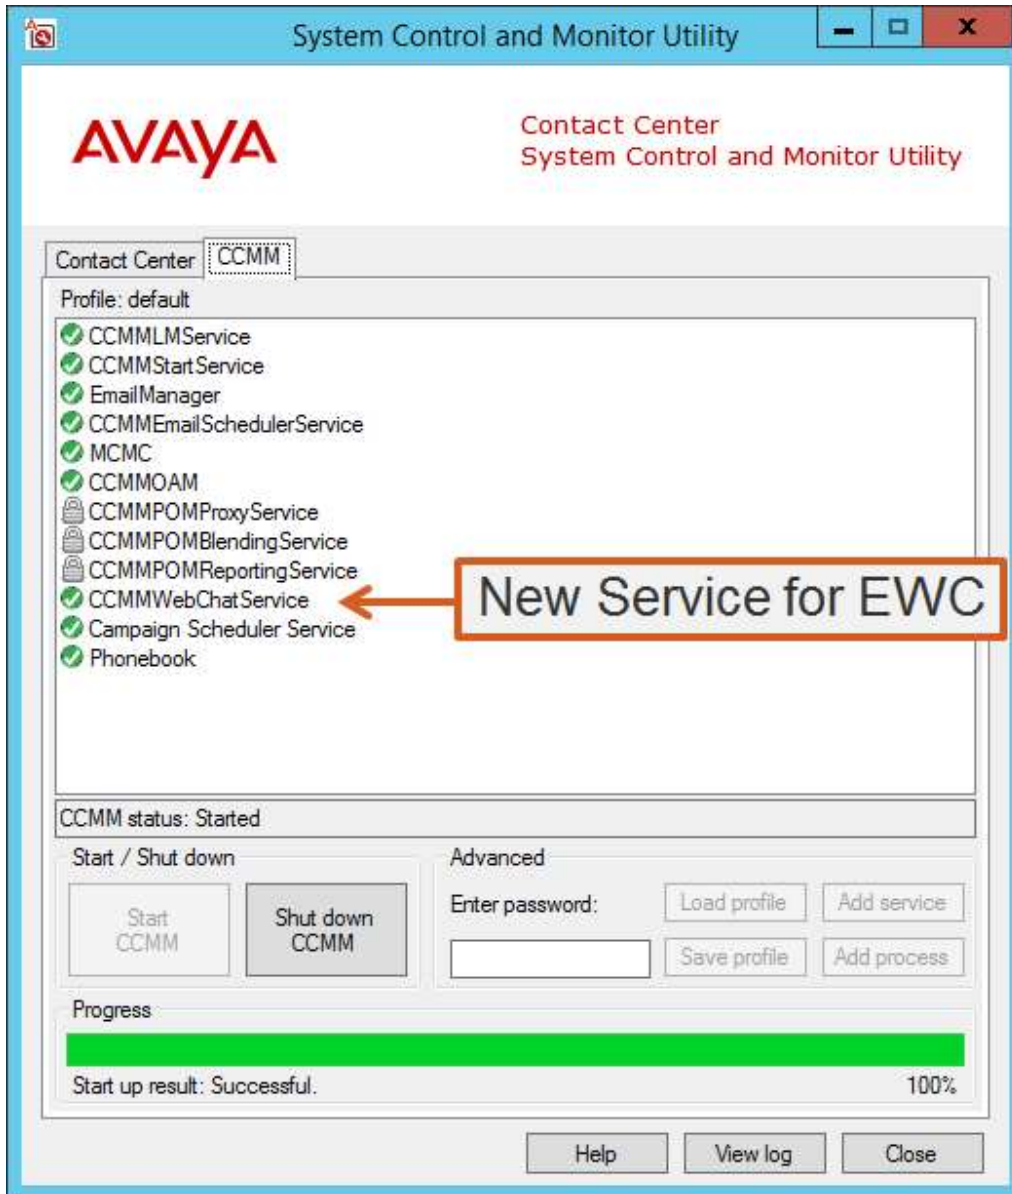 System Control and Monitor Utility
AVAYA
Contact Center
System Control and Monitor Utility
Contact Center CCMM
Profile: default
CCMMLMService
CCMMStartService
EmailManager
CCMMEmailSchedulerService
MCMC
CCMMOAM
CCMMPOMProxyService
CCMMPOMBlendingService
CCMMPOMReportingService
CCMMWebChatService
New Service for EWC
Campaign Scheduler Service
Phonebook
CCMM status: Started
Start / Shut down
Start
CCMM
Shut down
CCMM
Advanced
Enter password:
Load profile
Add service
Save profile
Add process
Progress
Start up result: Successful. 100%
Help View log Close